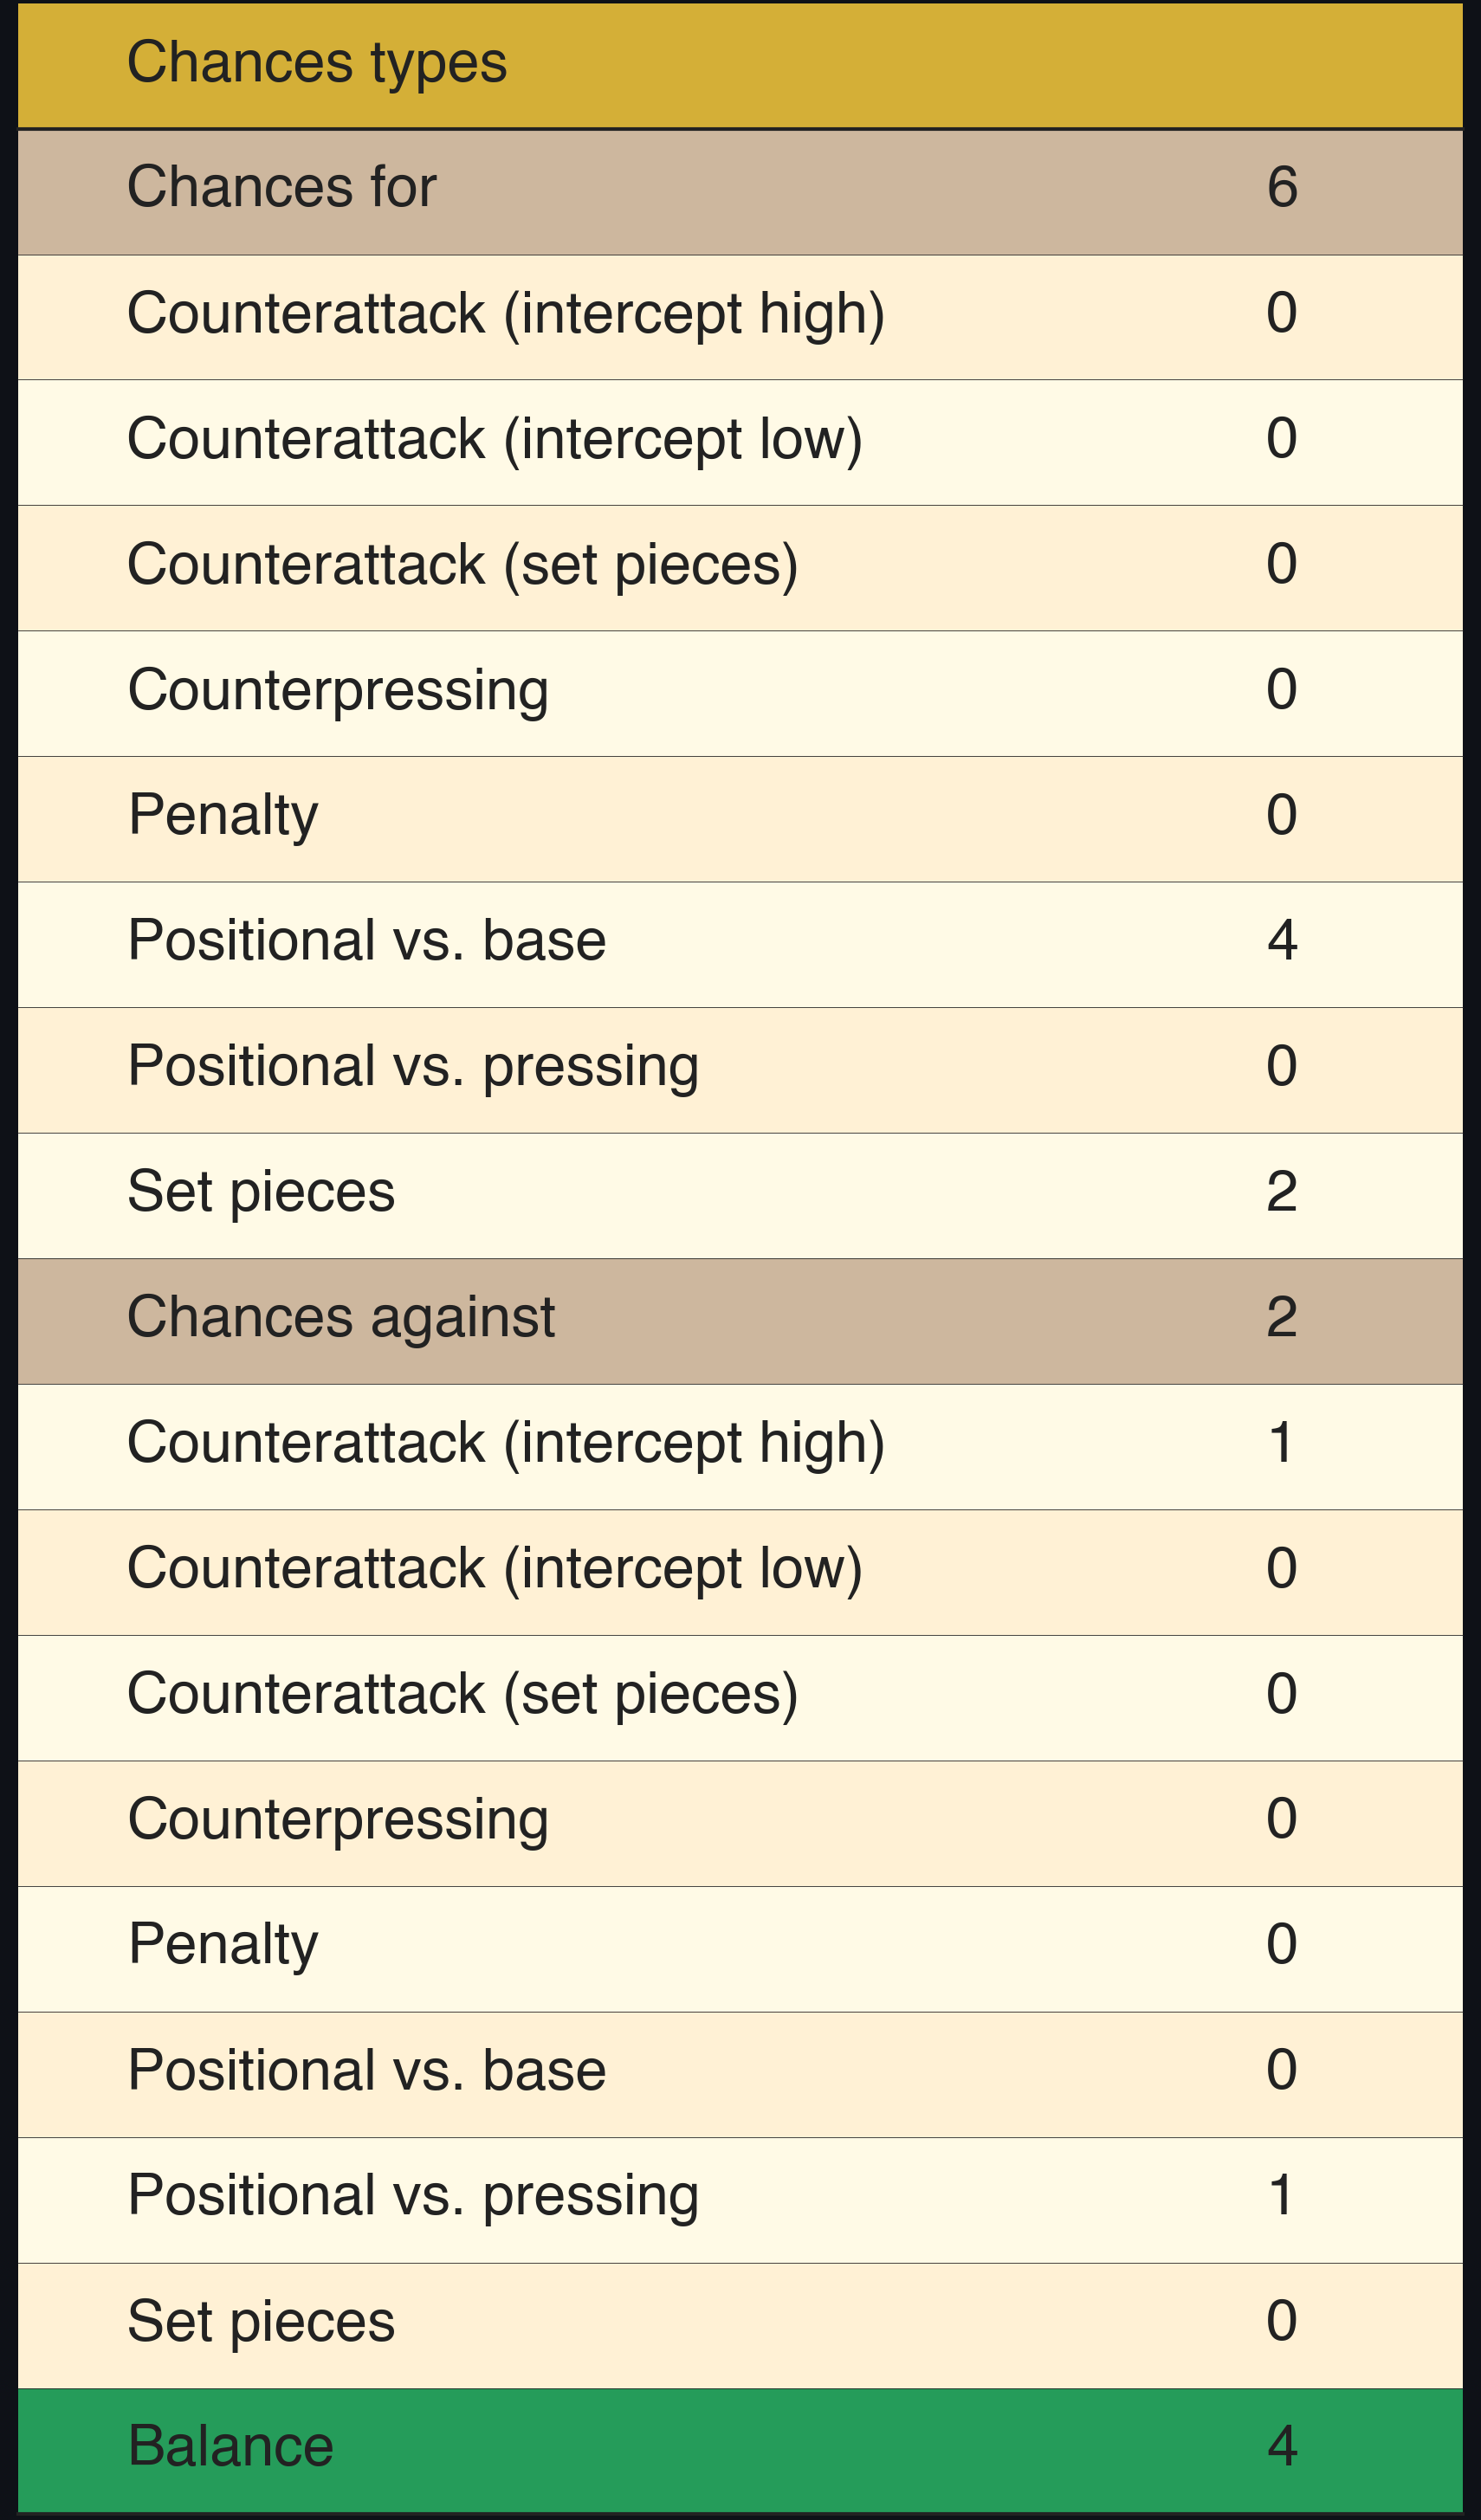 Chances types
Chances for 6
Counterattack (intercept high) 0
Counterattack (intercept low) 0
Counterattack (set pieces) 0
Counterpressing 0
Penalty 0
Positional vs. base 4
Positional vs. pressing 0
Set pieces 2
Chances against 2
Counterattack (intercept high) 1
Counterattack (intercept low) 0
Counterattack (set pieces) 0
Counterpressing 0
Penalty 0
Positional vs. base 0
Positional vs. pressing 1
Set pieces 0
Balance 4